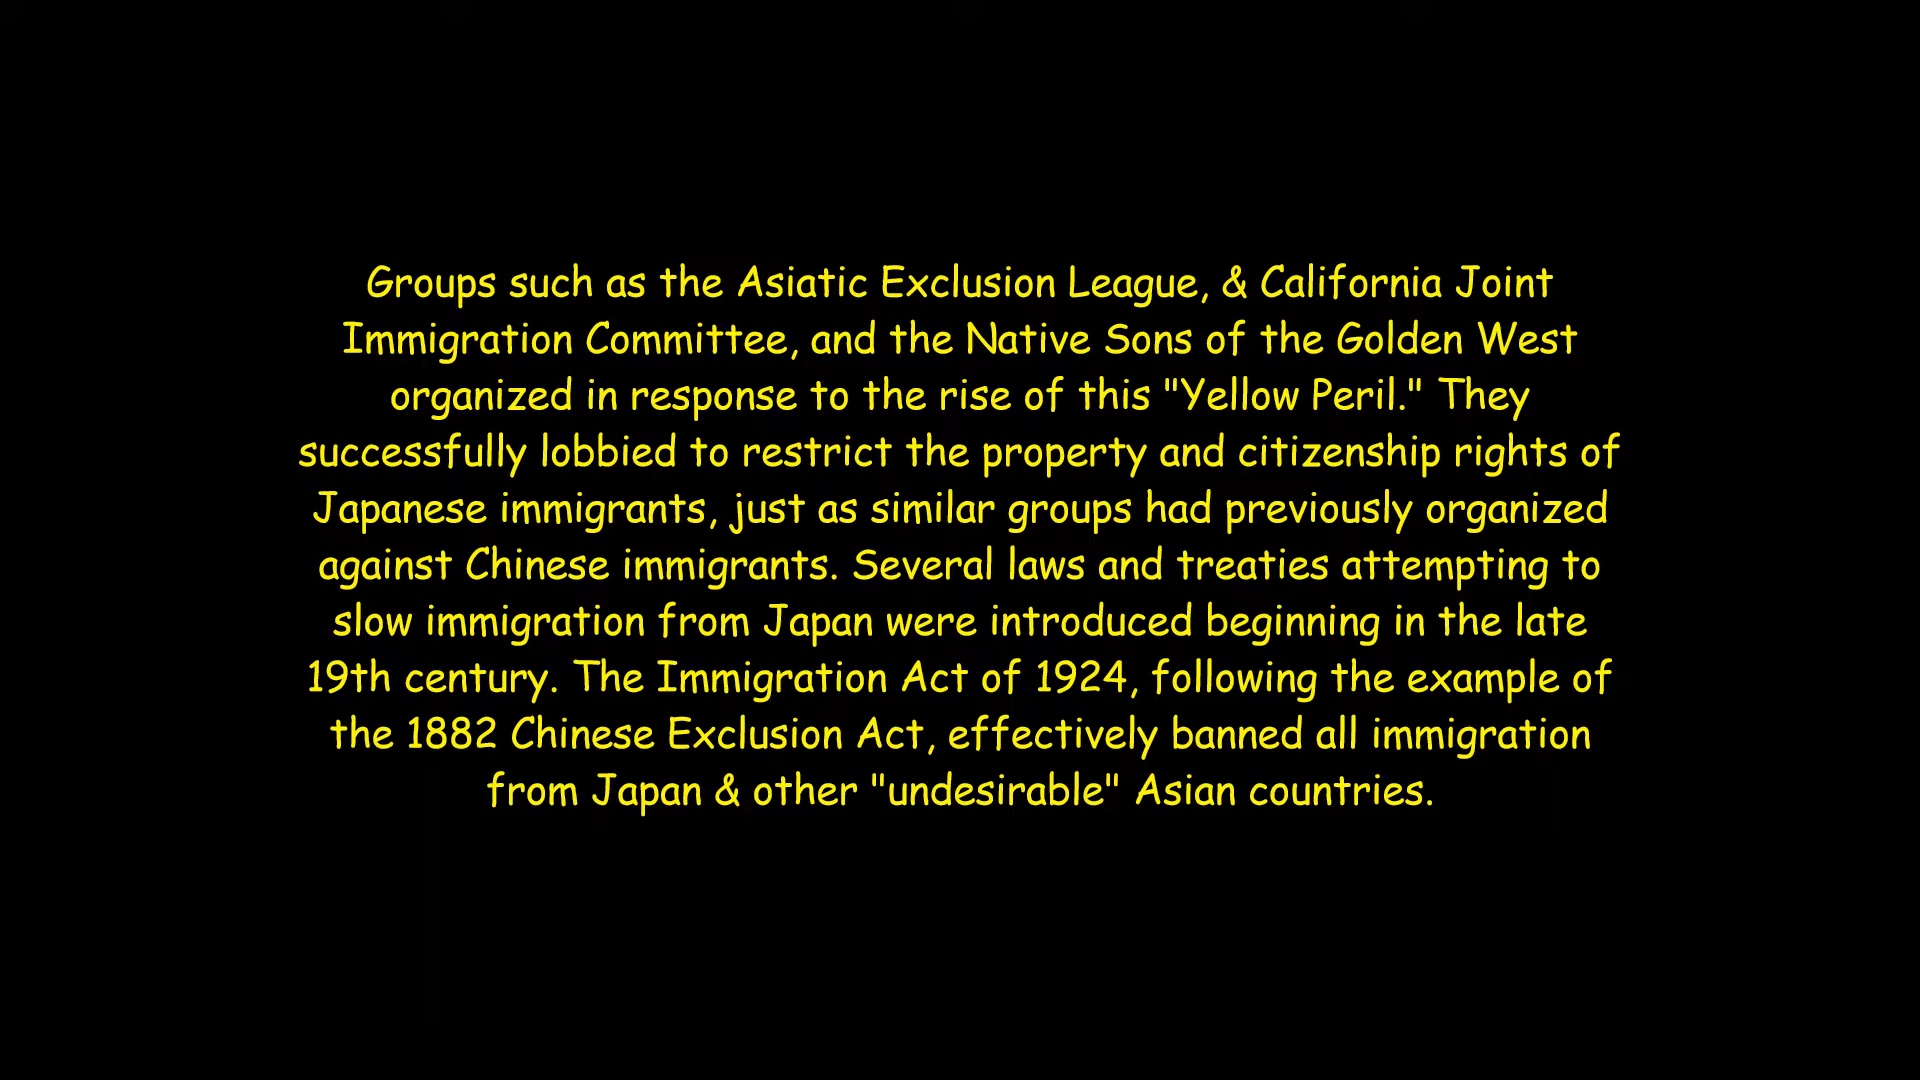 Groups such as the Asiatic Exclusion League, & California Joint
Immigration Committee, and the Native Sons of the Golden West
organized in response to the rise of this "Yellow Peril." They
successfully lobbied to restrict the property and citizenship rights of
Japanese immigrants, just as similar groups had previously organized
against Chinese immigrants. Several laws and treaties attempting to
slow immigration from Japan were introduced beginning in the late
19th century. The Immigration Act of 1924, following the example of
the 1882 Chinese Exclusion Act, effectively banned all immigration
from Japan & other "undesirable" Asian countries.